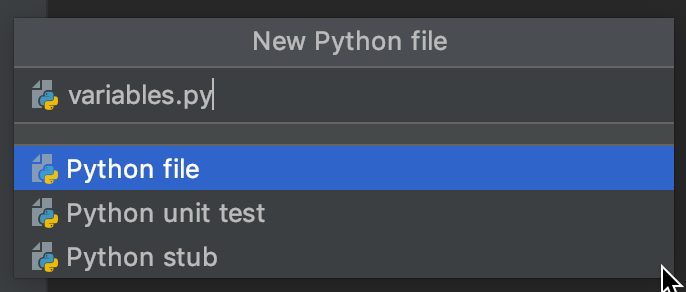 New Python file
variables.py
Python file
Python unit test
Python stub